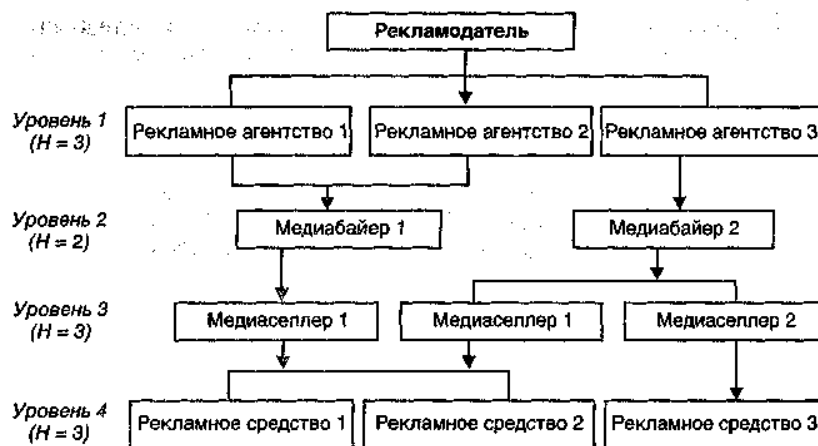 Рекламодатель
Уровень 1
(Н = 3)
Рекламное агентство 1
Рекламное агентство 2
Рекламное агентство 3
Уровень 2
(Н = 2)
Медиабайер 1
Медиабайер 2
Уровень 3
(Н = 3)
Медиаселлер 1
Медиаселлер 1
Медиаселлер 2
Уровень 4
(Н = 3)
Рекламное средство 1
Рекламное средство 2
Рекламное средство 3